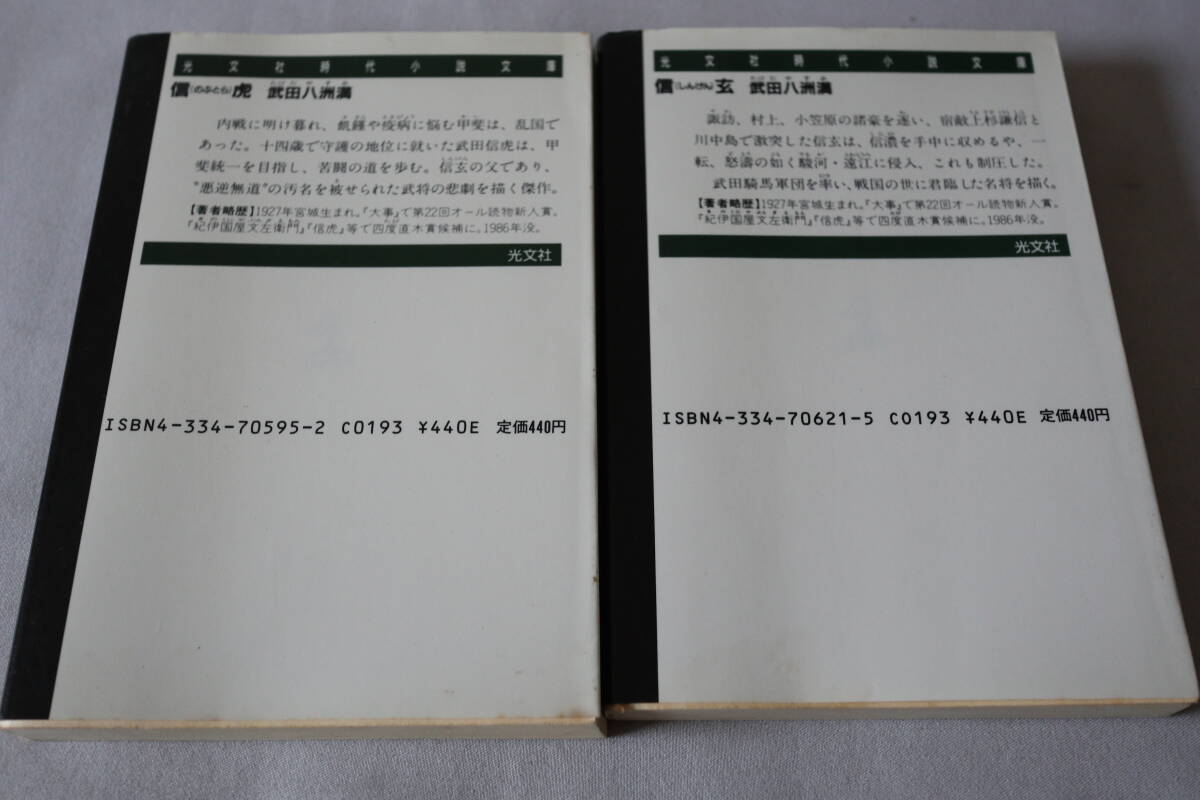 光文社時代小説文庫
信(のぶとら)虎 武田八洲満
内戦に明け暮れ、飢饉や疫病に悩む甲斐は、乱国で
あった。十四歳で守護の地位に就いた武田信虎は、甲
斐統一を目指し、苦闘の道を歩む。信玄の父であり、
"悪逆無道"の汚名を被せられた武将の悲劇を描く傑作。
【著者略歴】1927年宮城生まれ。『大事』で第22回オール読物新人賞。
『紀伊国屋文左衛門』『信虎』等で四度直木賞候補に。1986年没。
光文社
ISBN4-334-70595-2 C0193 ¥440E 定価440円
光文社時代小説文庫
信(しんげん)玄 武田八洲満
諏訪、村上、小笠原の諸豪を逐い、宿敵上杉謙信と
川中島で激突した信玄は、信濃を手中に収めるや、一
転、怒濤の如く駿河・遠江に侵入、これも制圧した。
武田騎馬軍団を率い、戦国の世に君臨した名将を描く。
【著者略歴】1927年宮城生まれ。『大事』で第22回オール読物新人賞。
『紀伊国屋文左衛門』『信虎』等で四度直木賞候補に。1986年没。
光文社
ISBN4-334-70621-5 C0193 ¥440E 定価440円